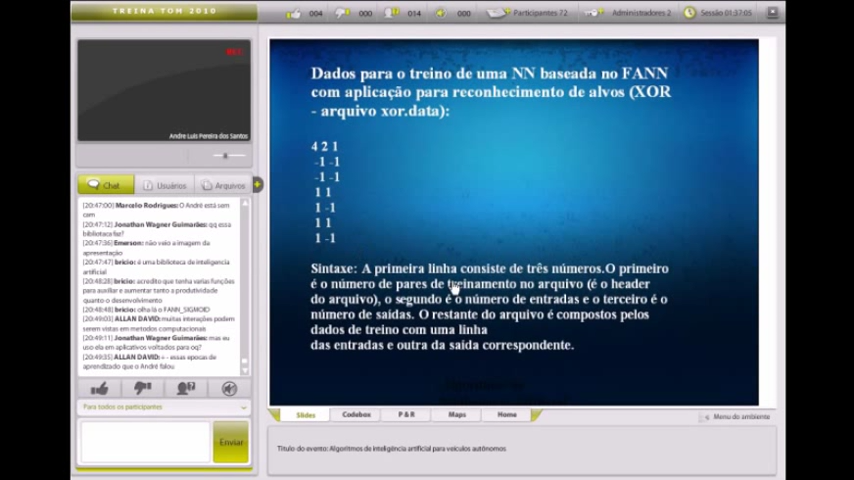 TREINA TOM 2010
004
000
014
000
Participantes 72
Administradores 2
Sessão 01:37:05
Andre Luis Pereira dos Santos
Chat
Usuários
Arquivos
[20:47:00] Marcelo Rodrigues: O André está sem
cam
[20:47:12] Jonathan Wagner Guimarães: qq essa
biblioteca faz?
[20:47:36] Emerson: não veio a imagem da
apresentação
[20:47:47] bricio: é uma biblioteca de inteligencia
artificial
[20:48:28] bricio: acredito que tenha varias funções
para auxiliar e aumentar tanto a produtividade
quanto o desenvolvimento
[20:48:48] bricio: olha lá o FANN_SIGMOID
[20:49:03] ALLAN DAVID: muitas interações podem
serem vistas em metodos computacionais
[20:49:11] Jonathan Wagner Guimarães: mas eu
uso ela em aplicativos voltados para oq?
[20:49:35] ALLAN DAVID: + - essas epocas de
aprendizado que o André falou
Para todos os participantes
Enviar
Dados para o treino de uma NN baseada no FANN
com aplicação para reconhecimento de alvos (XOR
- arquivo xor.data):
4 2 1
-1 -1
-1 -1
1 1
1 -1
1 1
1 -1
Sintaxe: A primeira linha consiste de três números.O primeiro
é o número de pares de treinamento no arquivo (é o header
do arquivo), o segundo é o número de entradas e o terceiro é o
número de saídas. O restante do arquivo é compostos pelos
dados de treino com uma linha
das entradas e outra da saída correspondente.
Slides
Codebox
P & R
Maps
Home
Menu do ambiente
Título do evento: Algoritmos de inteligência artificial para veículos autônomos